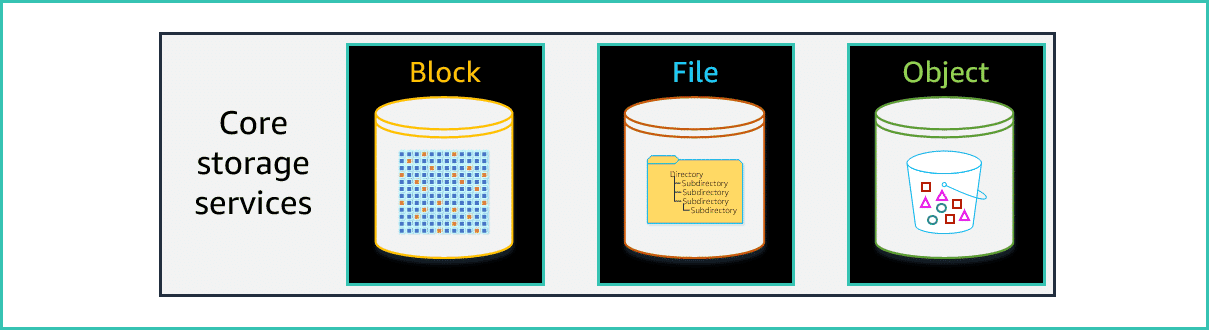 Core
storage
services
Block
File
Directory
Subdirectory
Subdirectory
Subdirectory
Subdirectory
Object